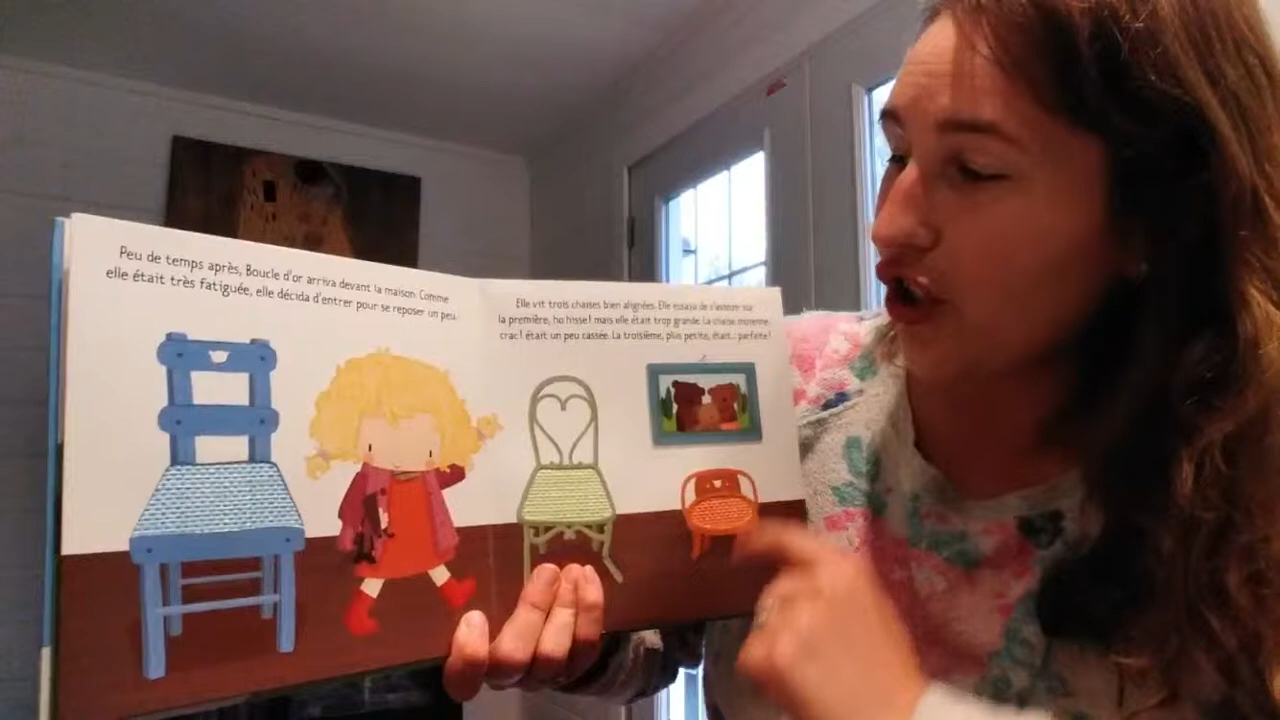 Peu de temps après, Boucle d'or arriva devant la maison. Comme
elle était très fatiguée, elle décida d'entrer pour se reposer un peu.
Elle vit trois chaises bien alignées. Elle essaya de s'asseoir sur
la première, ho hisse! mais elle était trop grande. La chaise moyenne,
crac! était un peu cassée. La troisième, plus petite, était... parfaite!